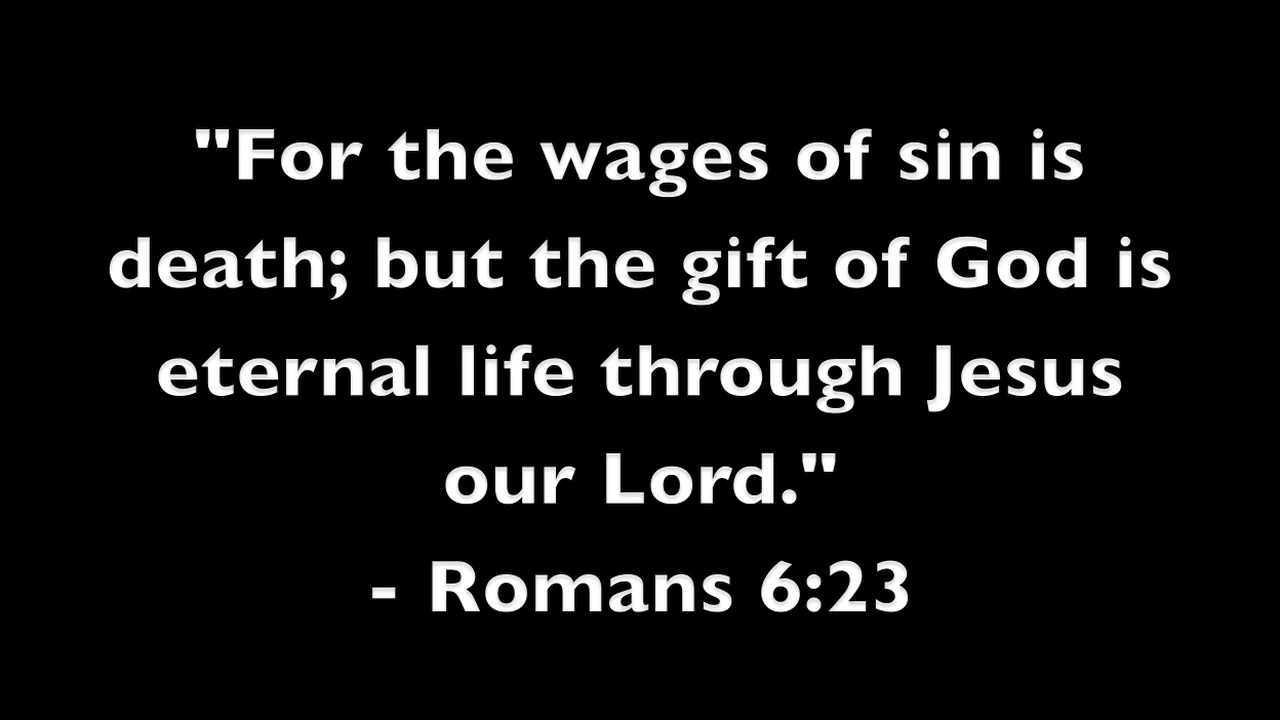 "For the wages of sin is
death; but the gift of God is
eternal life through Jesus
our Lord."
- Romans 6:23